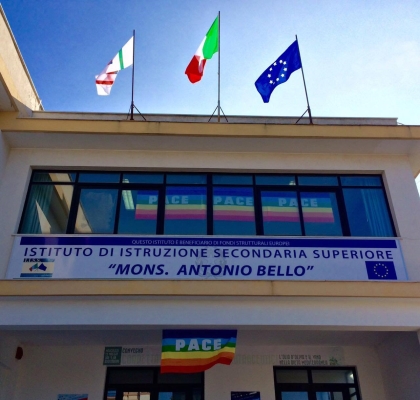 PACE PACE PACE
QUESTO ISTITUTO È BENEFICIARIO DI FONDI STRUTTURALI EUROPEI
ISTITUTO DI ISTRUZIONE SECONDARIA SUPERIORE
"MONS. ANTONIO BELLO"
PACE
CONVEGNO